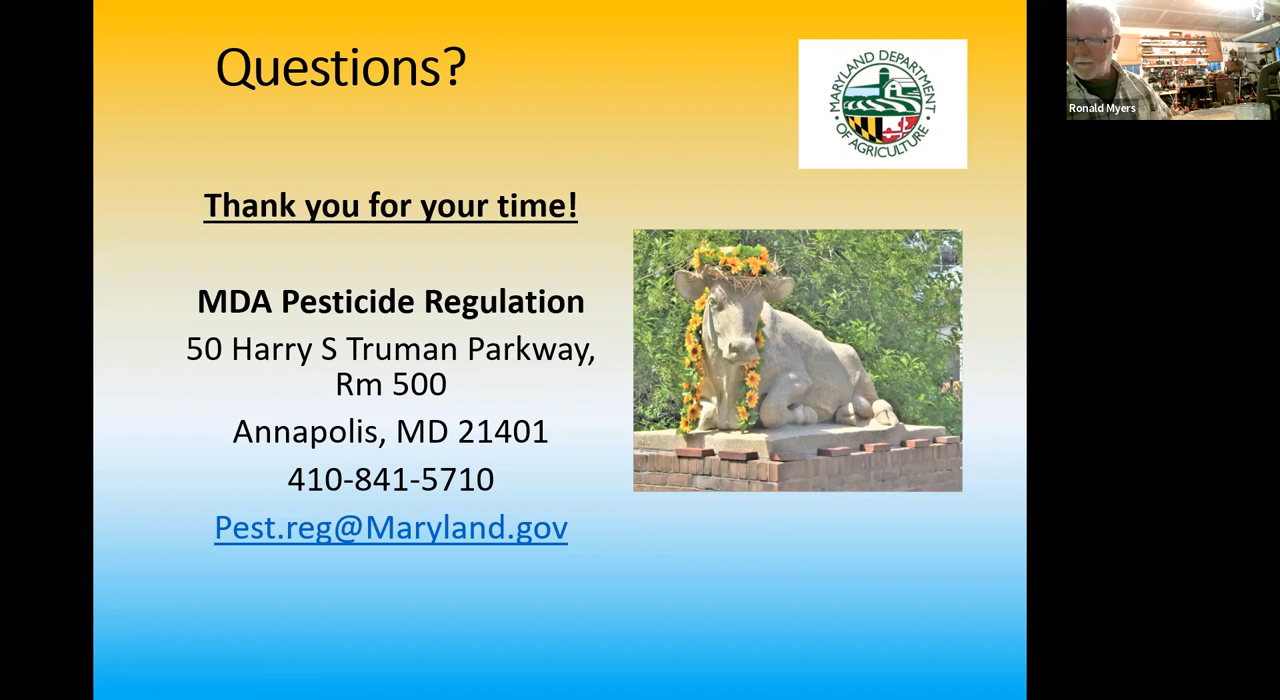 Questions?
MARYLAND DEPARTMENT
OF AGRICULTURE
Ronald Myers
Thank you for your time!
MDA Pesticide Regulation
50 Harry S Truman Parkway,
Rm 500
Annapolis, MD 21401
410-841-5710
Pest.reg@Maryland.gov